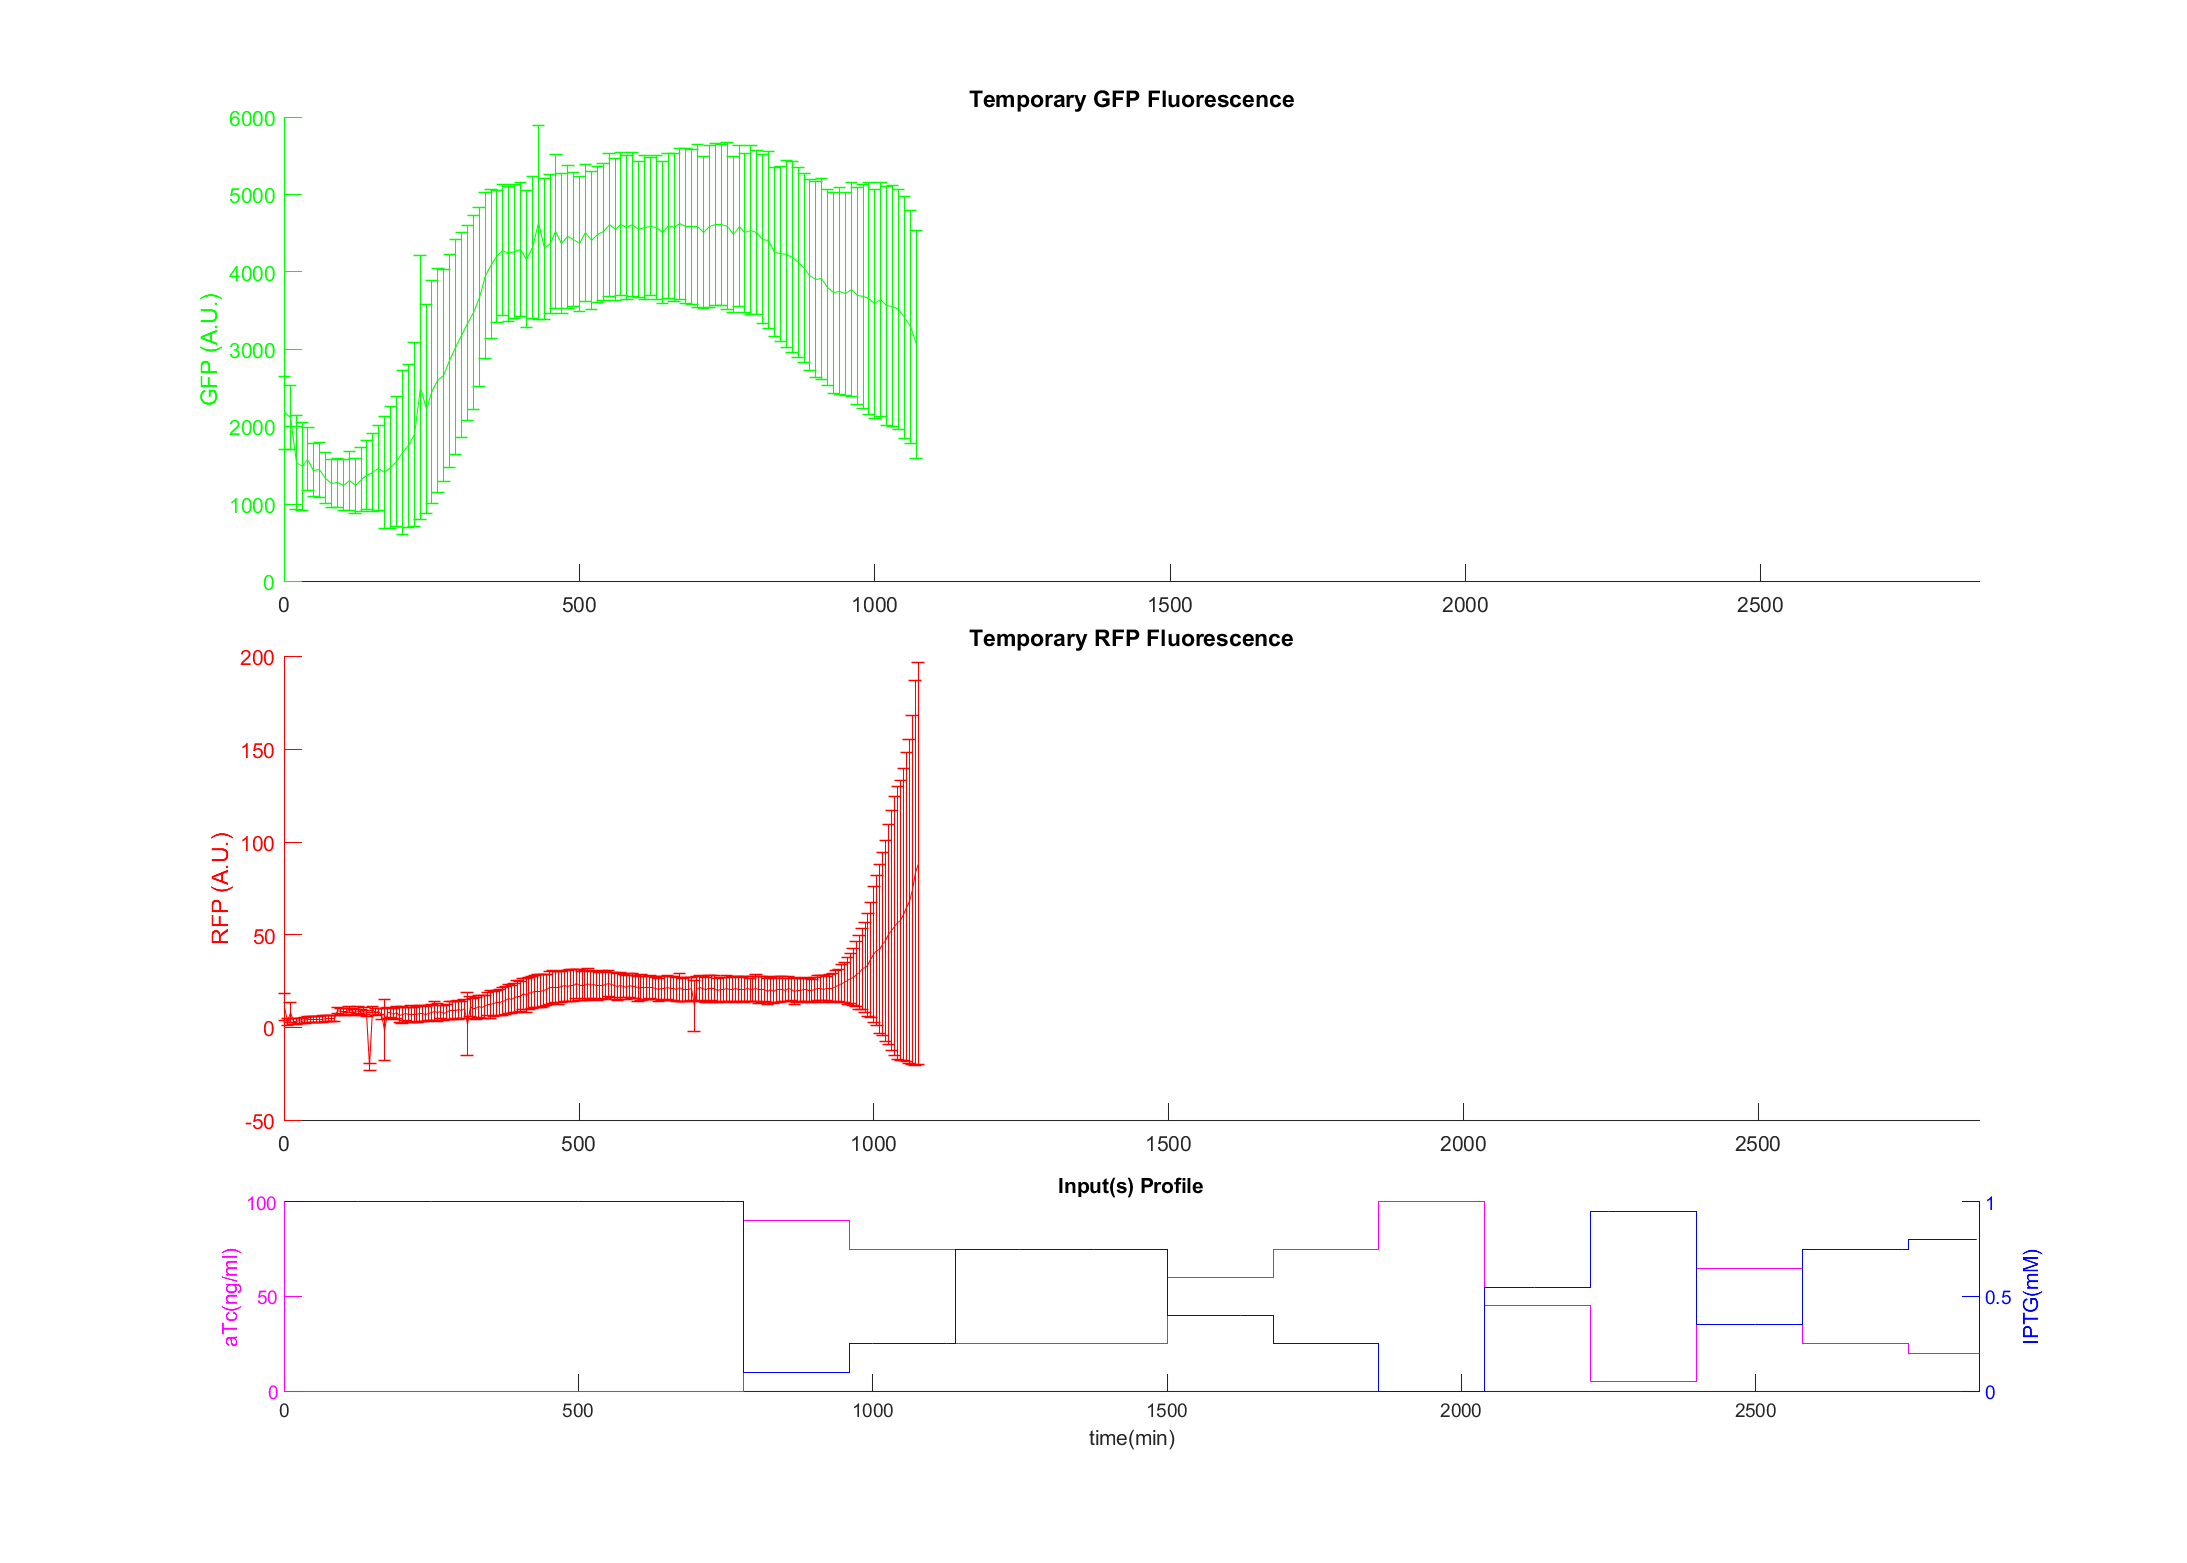 Temporary GFP Fluorescence
GFP (A.U.)
6000
5000
4000
3000
2000
1000
0
0 500 1000 1500 2000 2500
Temporary RFP Fluorescence
RFP (A.U.)
200
150
100
50
0
-50
0 500 1000 1500 2000 2500
Input(s) Profile
aTc(ng/ml)
100
50
0
1
0.5
0
IPTG(mM)
0 500 1000 1500 2000 2500
time(min)